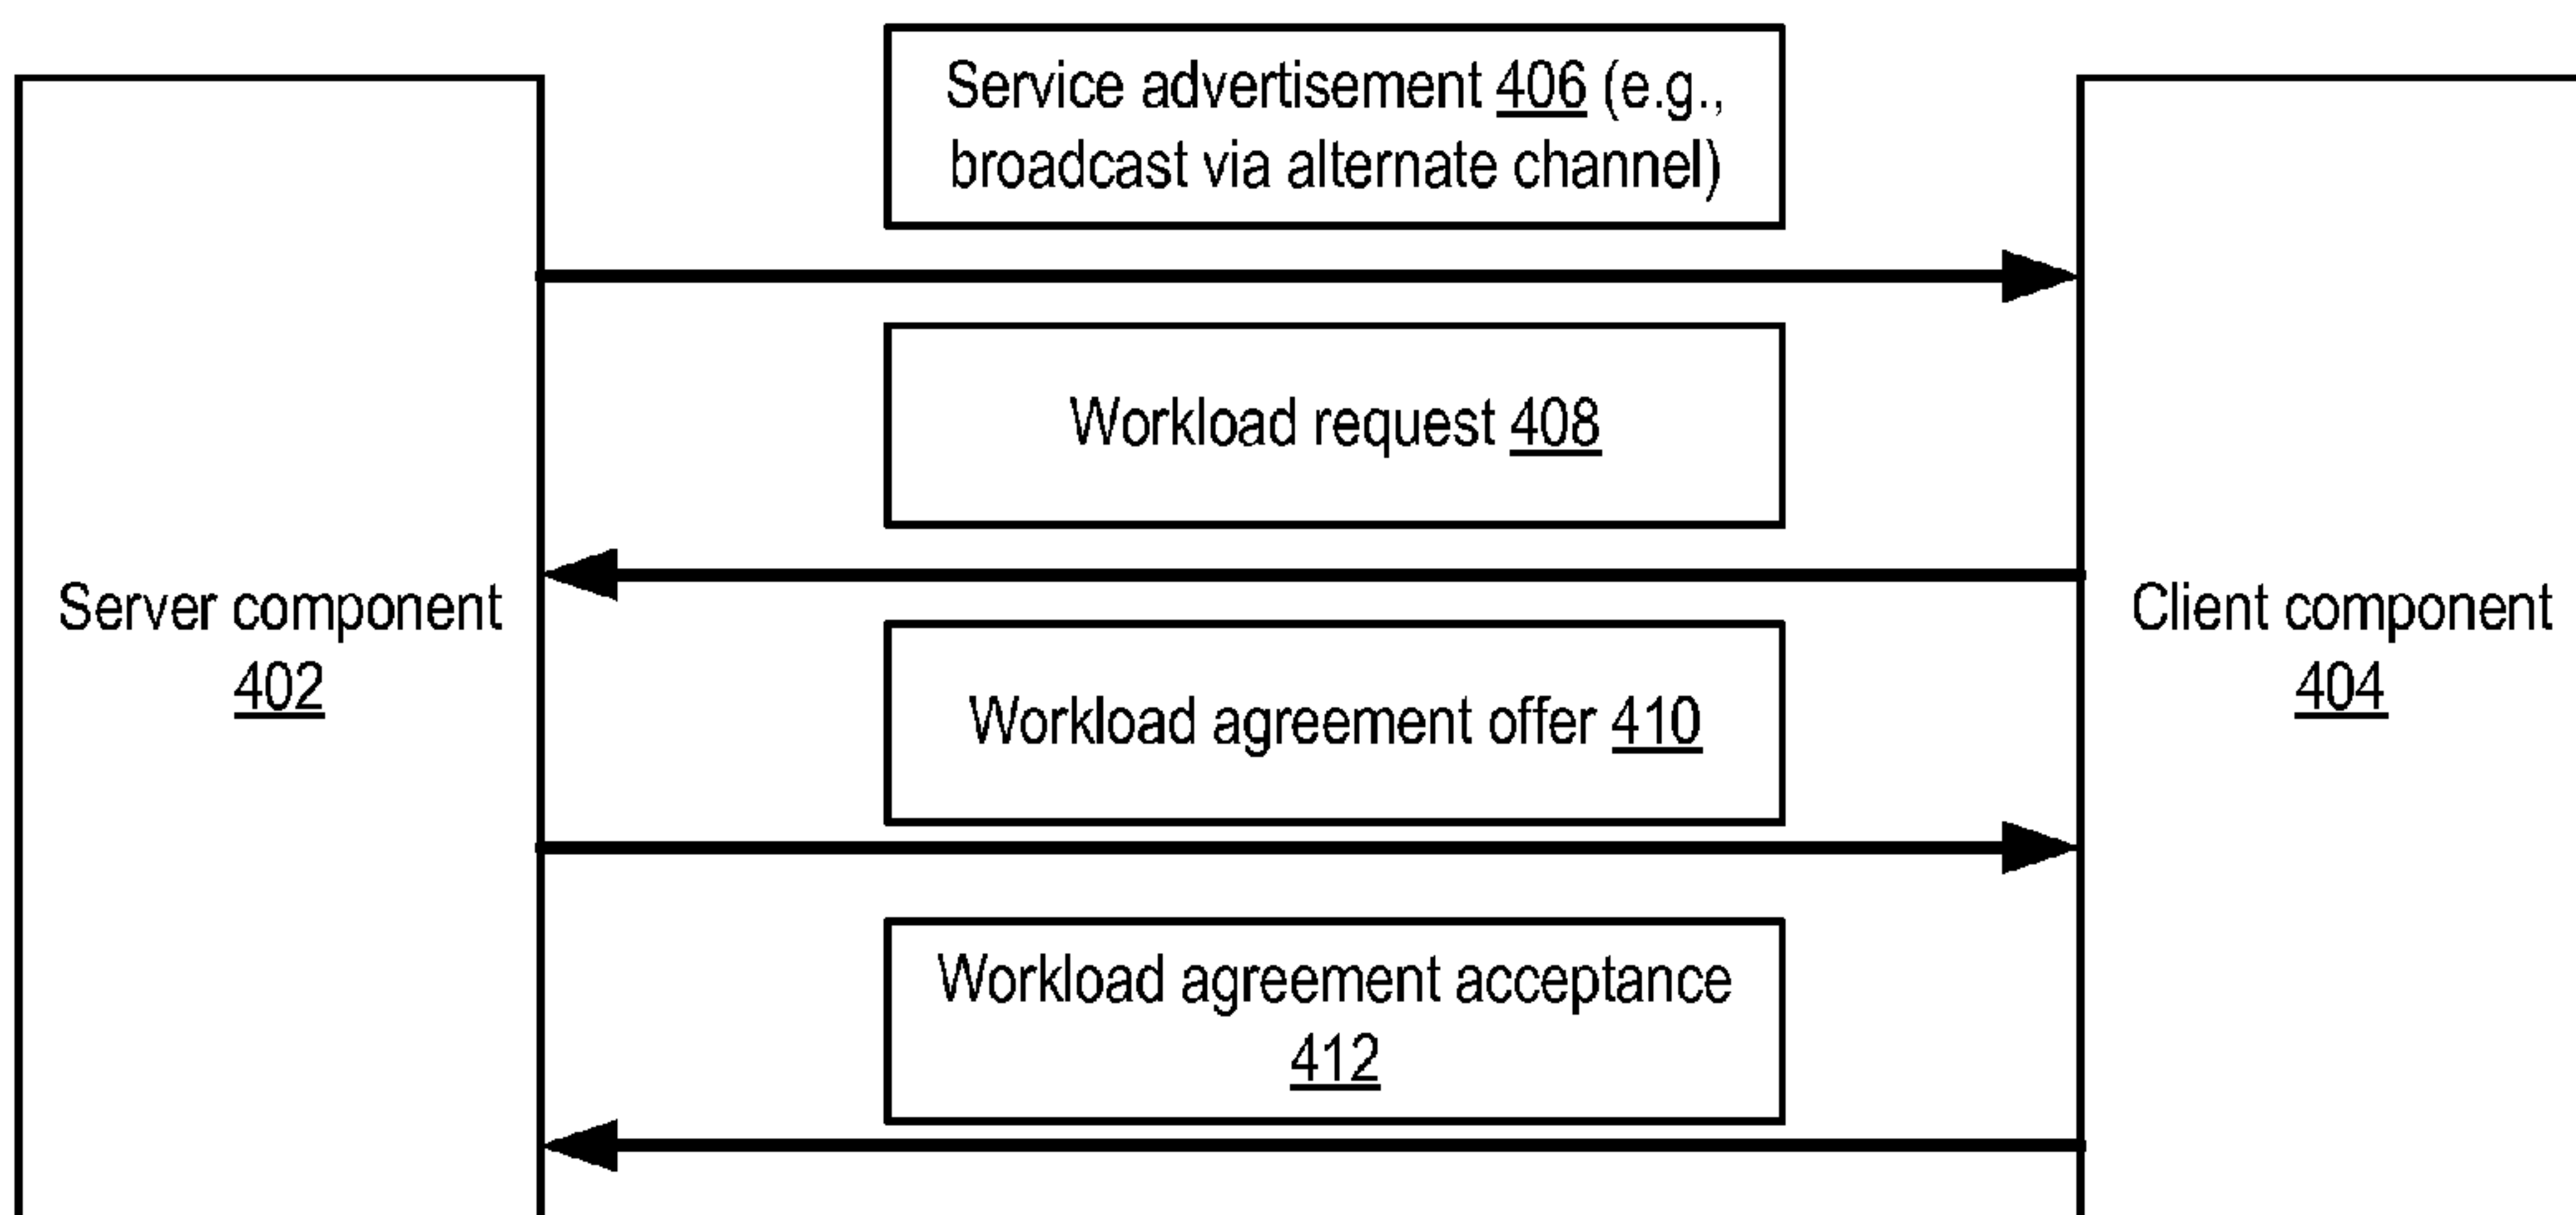 Service advertisement 406 (e.g.,
broadcast via alternate channel)
Workload request 408
Server component
402
Client component
404
Workload agreement offer 410
Workload agreement acceptance
412